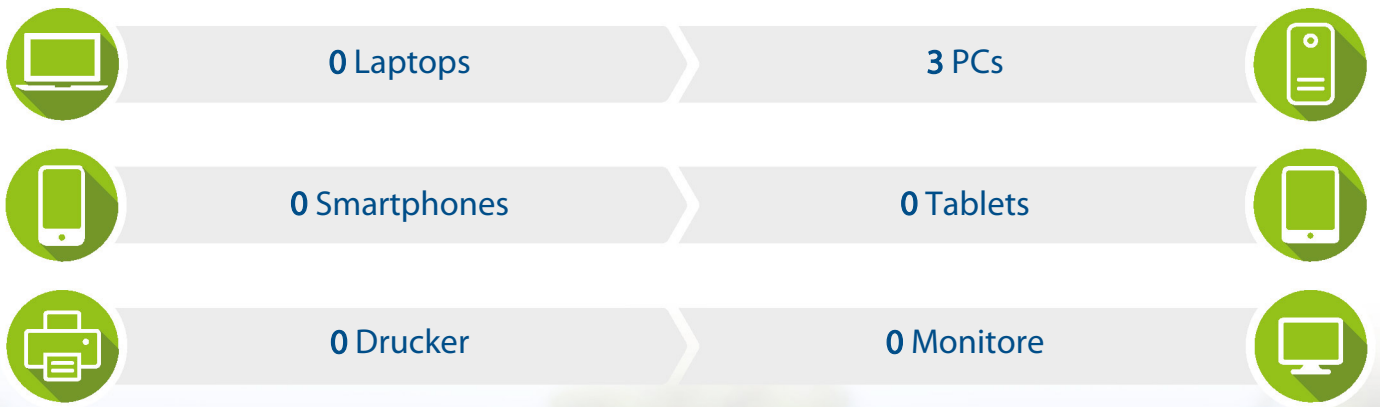 0 Laptops
3 PCs
0 Smartphones
0 Tablets
0 Drucker
0 Monitore